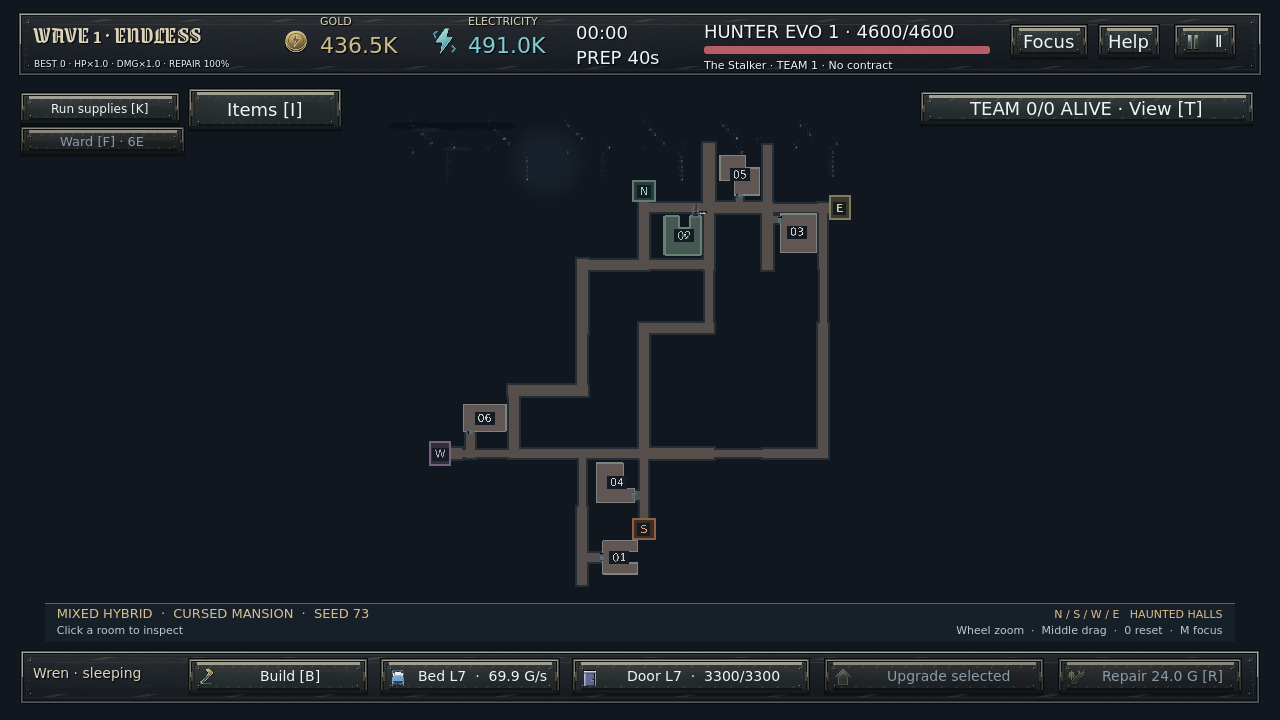 WAVE 1 · ENDLESS
BEST 0 · HP×1.0 · DMG×1.0 · REPAIR 100%
GOLD
436.5K
ELECTRICITY
491.0K
00:00
PREP 40s
HUNTER EVO 1 · 4600/4600
The Stalker · TEAM 1 · No contract
Focus
Help
II
Run supplies [K]
Items [I]
Ward [F] · 6E
TEAM 0/0 ALIVE · View [T]
05
N
E
02
03
06
W
04
S
01
MIXED HYBRID · CURSED MANSION · SEED 73
Click a room to inspect
N / S / W / E HAUNTED HALLS
Wheel zoom · Middle drag · 0 reset · M focus
Wren · sleeping
Build [B]
Bed L7 · 69.9 G/s
Door L7 · 3300/3300
Upgrade selected
Repair 24.0 G [R]